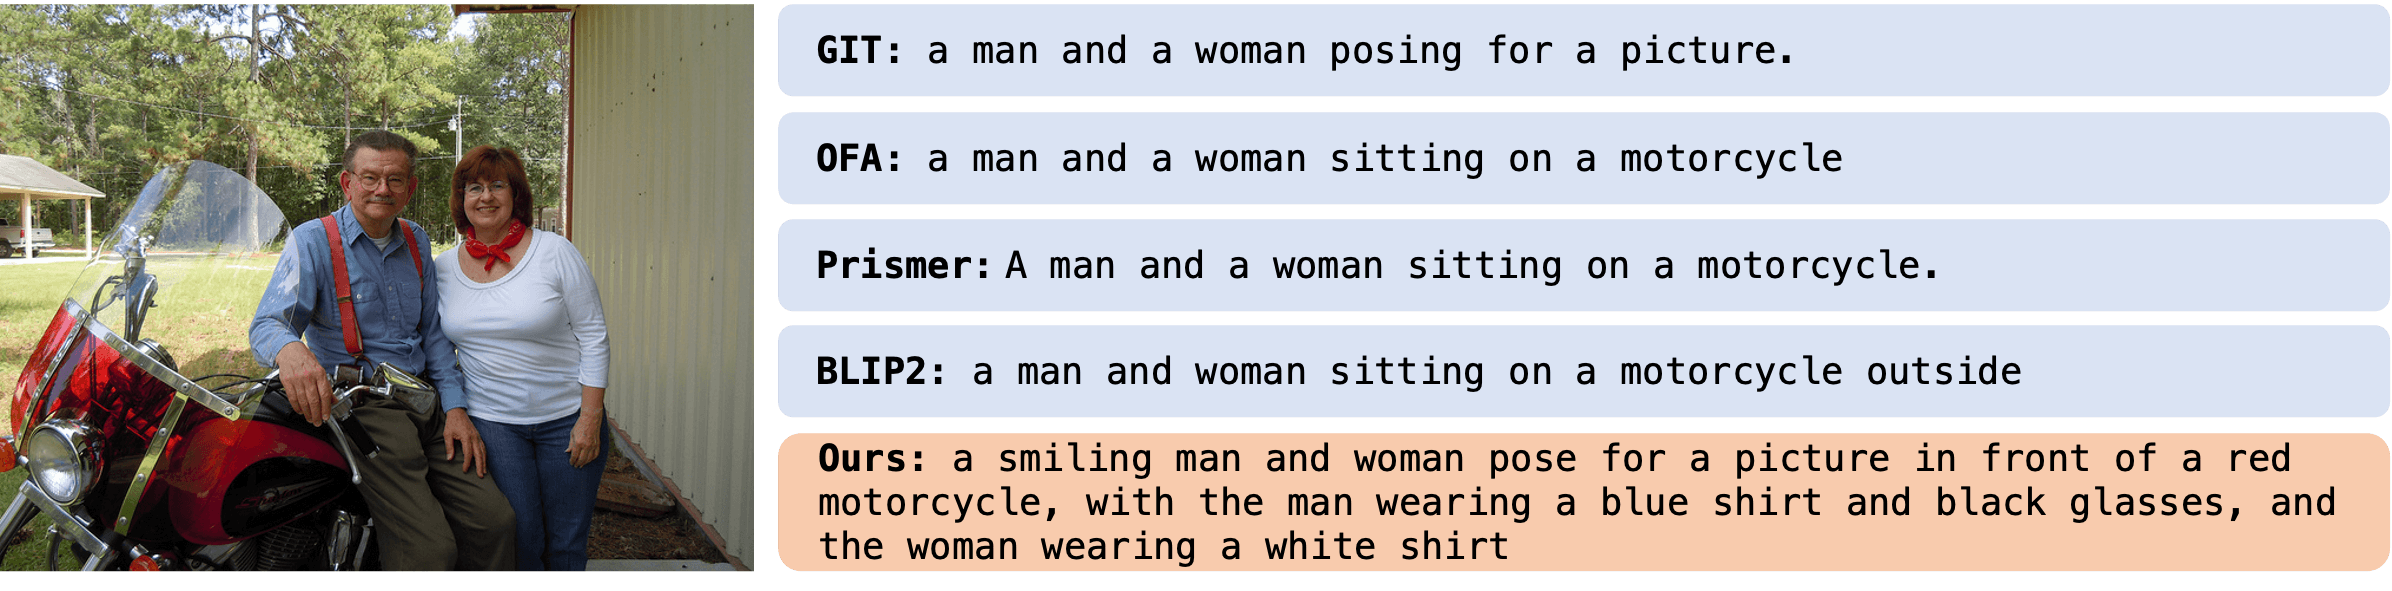 GIT: a man and a woman posing for a picture.
OFA: a man and a woman sitting on a motorcycle
Prismer: A man and a woman sitting on a motorcycle.
BLIP2: a man and woman sitting on a motorcycle outside
Ours: a smiling man and woman pose for a picture in front of a red
motorcycle, with the man wearing a blue shirt and black glasses, and
the woman wearing a white shirt